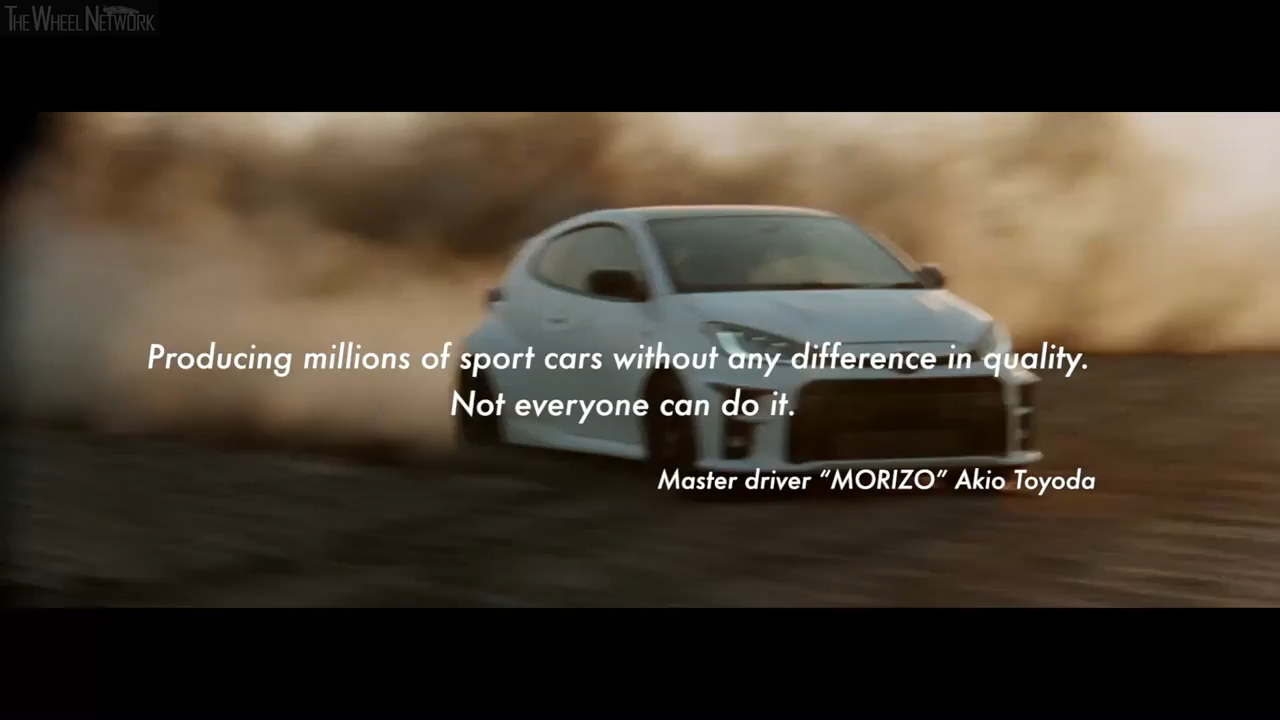 THE WHEEL NETWORK
Producing millions of sport cars without any difference in quality.
Not everyone can do it.
Master driver “MORIZO” Akio Toyoda